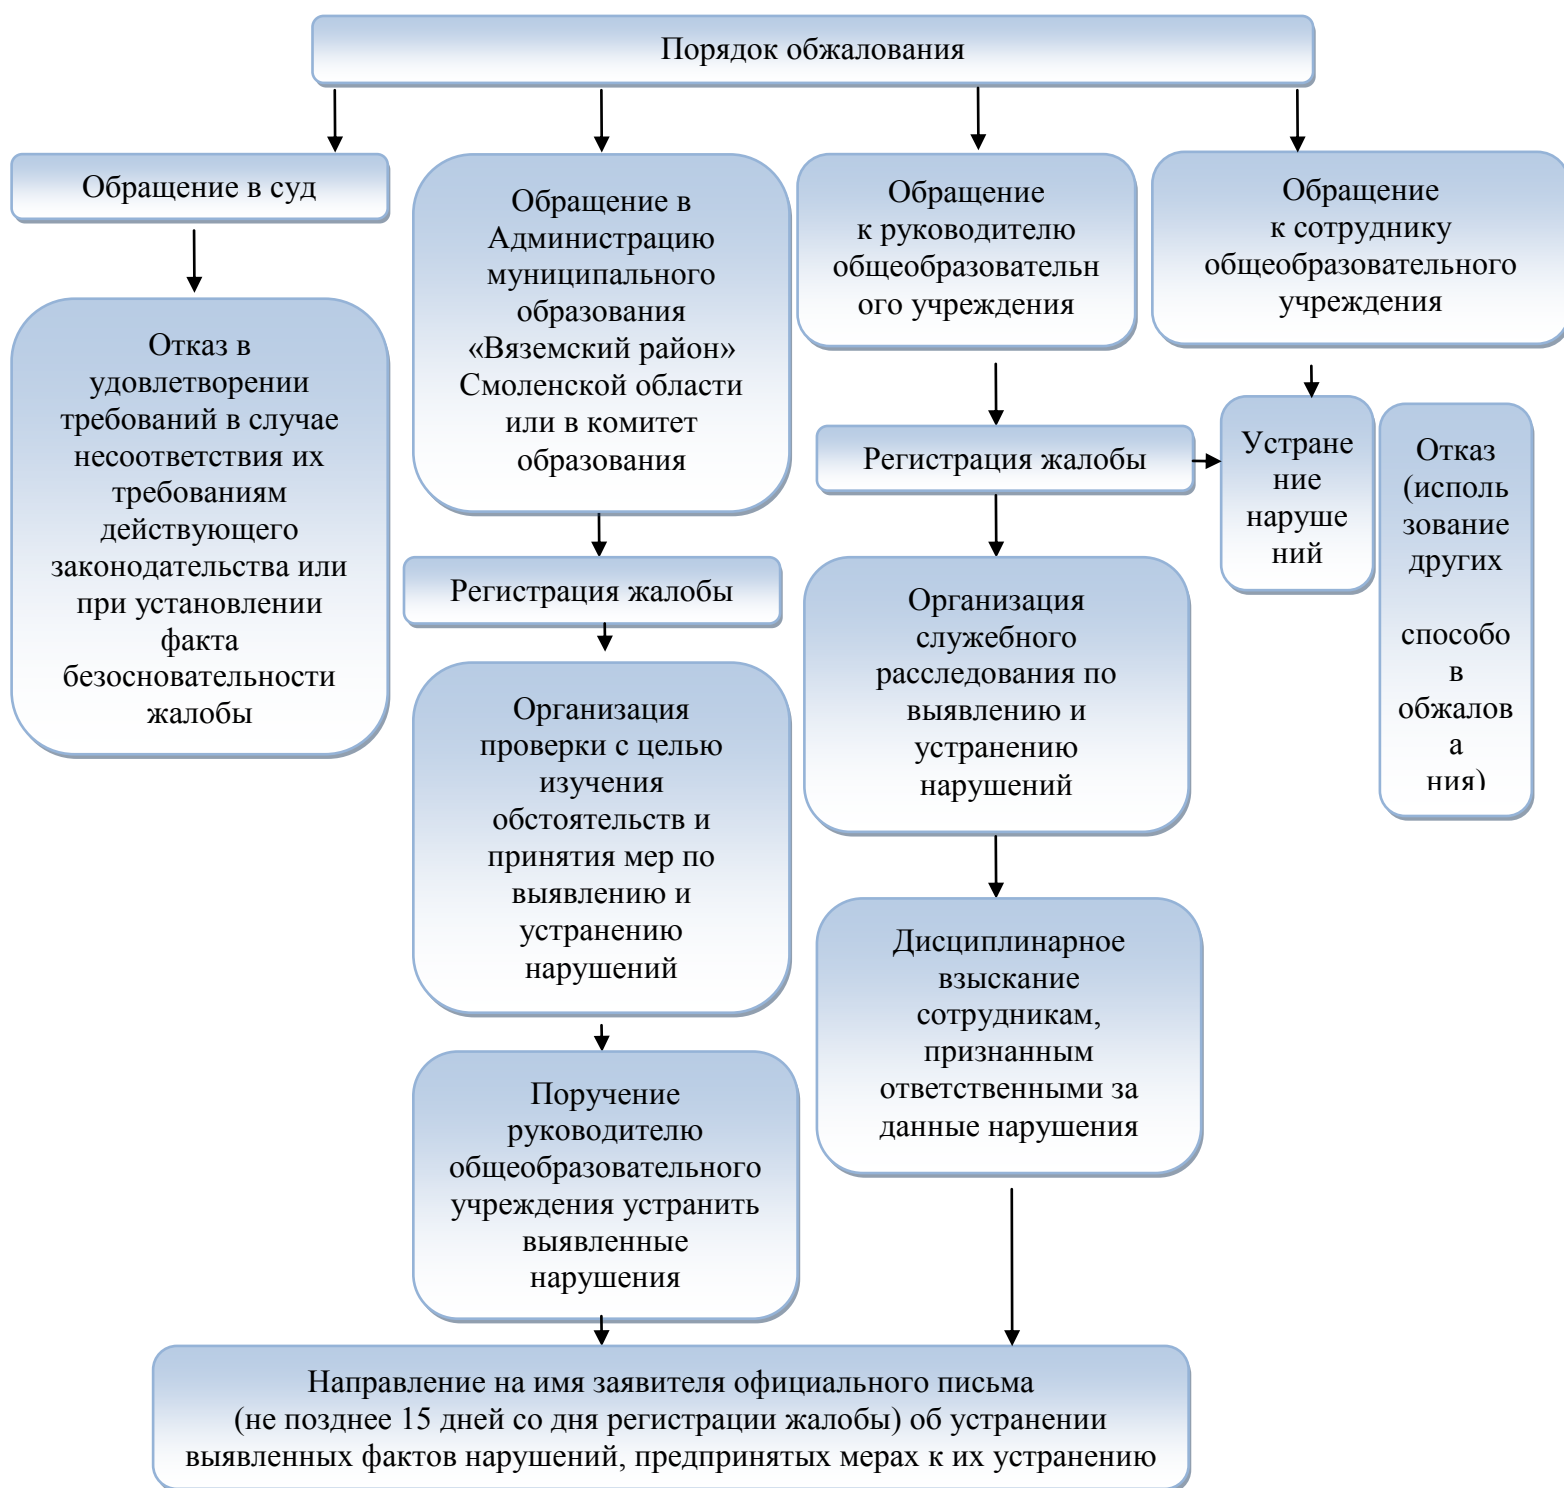 Порядок обжалования
Обращение в суд
Отказ в
удовлетворении
требований в случае
несоответствия их
требованиям
действующего
законодательства или
при установлении
факта
безосновательности
жалобы
Обращение в
Администрацию
муниципального
образования
«Вяземский район»
Смоленской области
или в комитет
образования
Регистрация жалобы
Организация
проверки с целью
изучения
обстоятельств и
принятия мер по
выявлению и
устранению
нарушений
Поручение
руководителю
общеобразовательного
учреждения устранить
выявленные
нарушения
Обращение
к руководителю
общеобразовательн
ого учреждения
Регистрация жалобы
Организация
служебного
расследования по
выявлению и
устранению
нарушений
Дисциплинарное
взыскание
сотрудникам,
признанным
ответственными за
данные нарушения
Обращение
к сотруднику
общеобразовательного
учреждения
Устране
ние
наруше
ний
Отказ
(исполь
зование
других
способо
в
обжалов
а
ния)
Направление на имя заявителя официального письма
(не позднее 15 дней со дня регистрации жалобы) об устранении
выявленных фактов нарушений, предпринятых мерах к их устранению